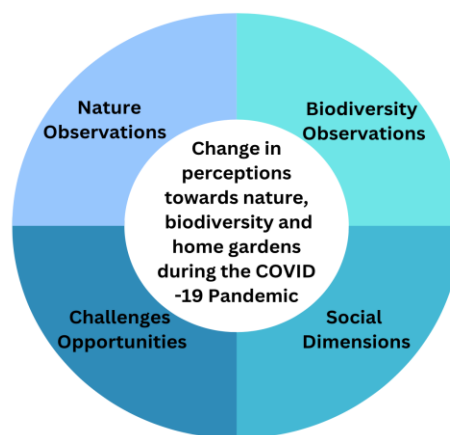 Nature
Observations
Biodiversity
Observations
Change in
perceptions
towards nature,
biodiversity and
home gardens
during the COVID
-19 Pandemic
Challenges
Opportunities
Social
Dimensions